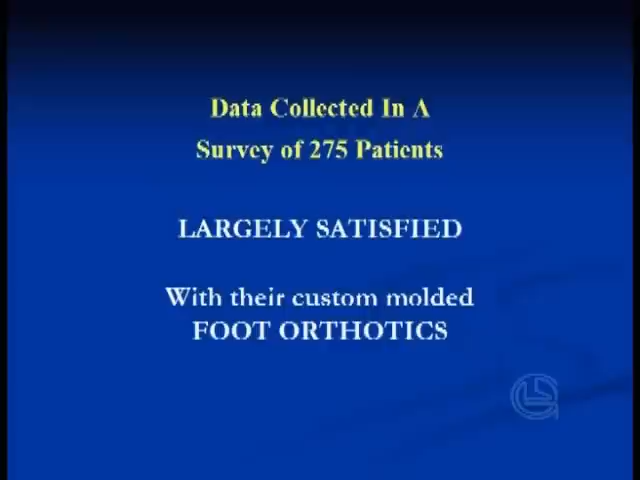 Data Collected In A
Survey of 275 Patients
LARGELY SATISFIED
With their custom molded
FOOT ORTHOTICS